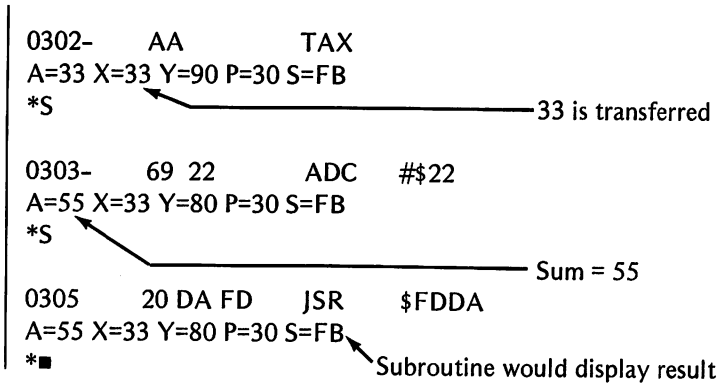 0302- AA TAX
A=33 X=33 Y=90 P=30 S=FB
*S
33 is transferred
0303- 69 22 ADC #$22
A=55 X=33 Y=80 P=30 S=FB
*S
Sum = 55
0305 20 DA FD JSR $FDDA
A=55 X=33 Y=80 P=30 S=FB
*■
Subroutine would display result